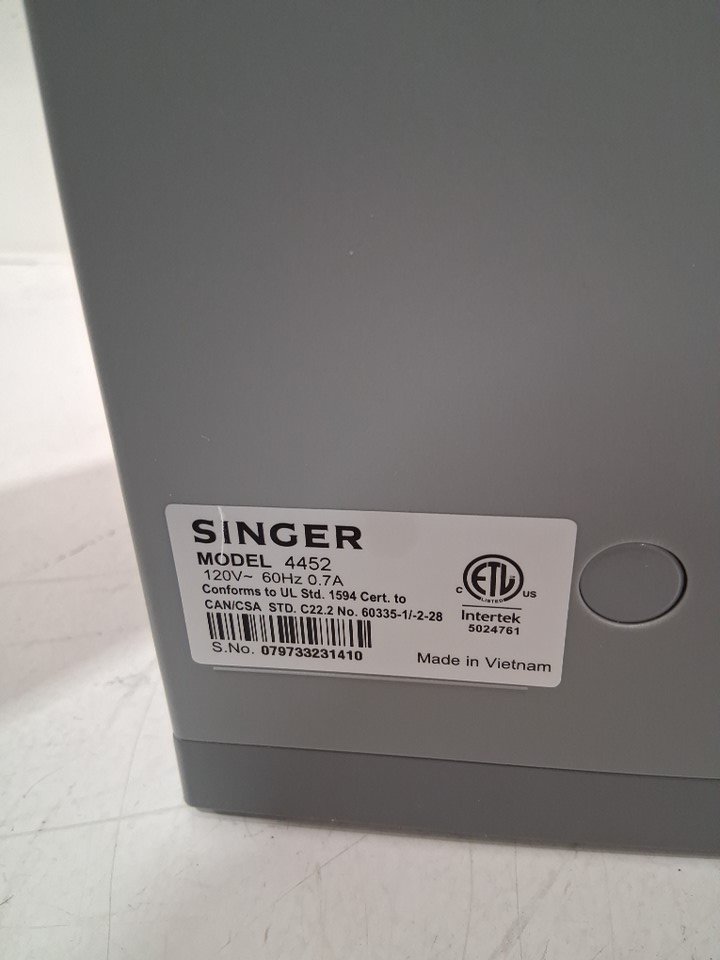 SINGER
MODEL 4452
120V~ 60Hz 0.7A
Conforms to UL Std. 1594 Cert. to
CAN/CSA STD. C22.2 No. 60335-1/-2-28
S.No. 079733231410
C ETL US
LISTED
Intertek
5024761
Made in Vietnam